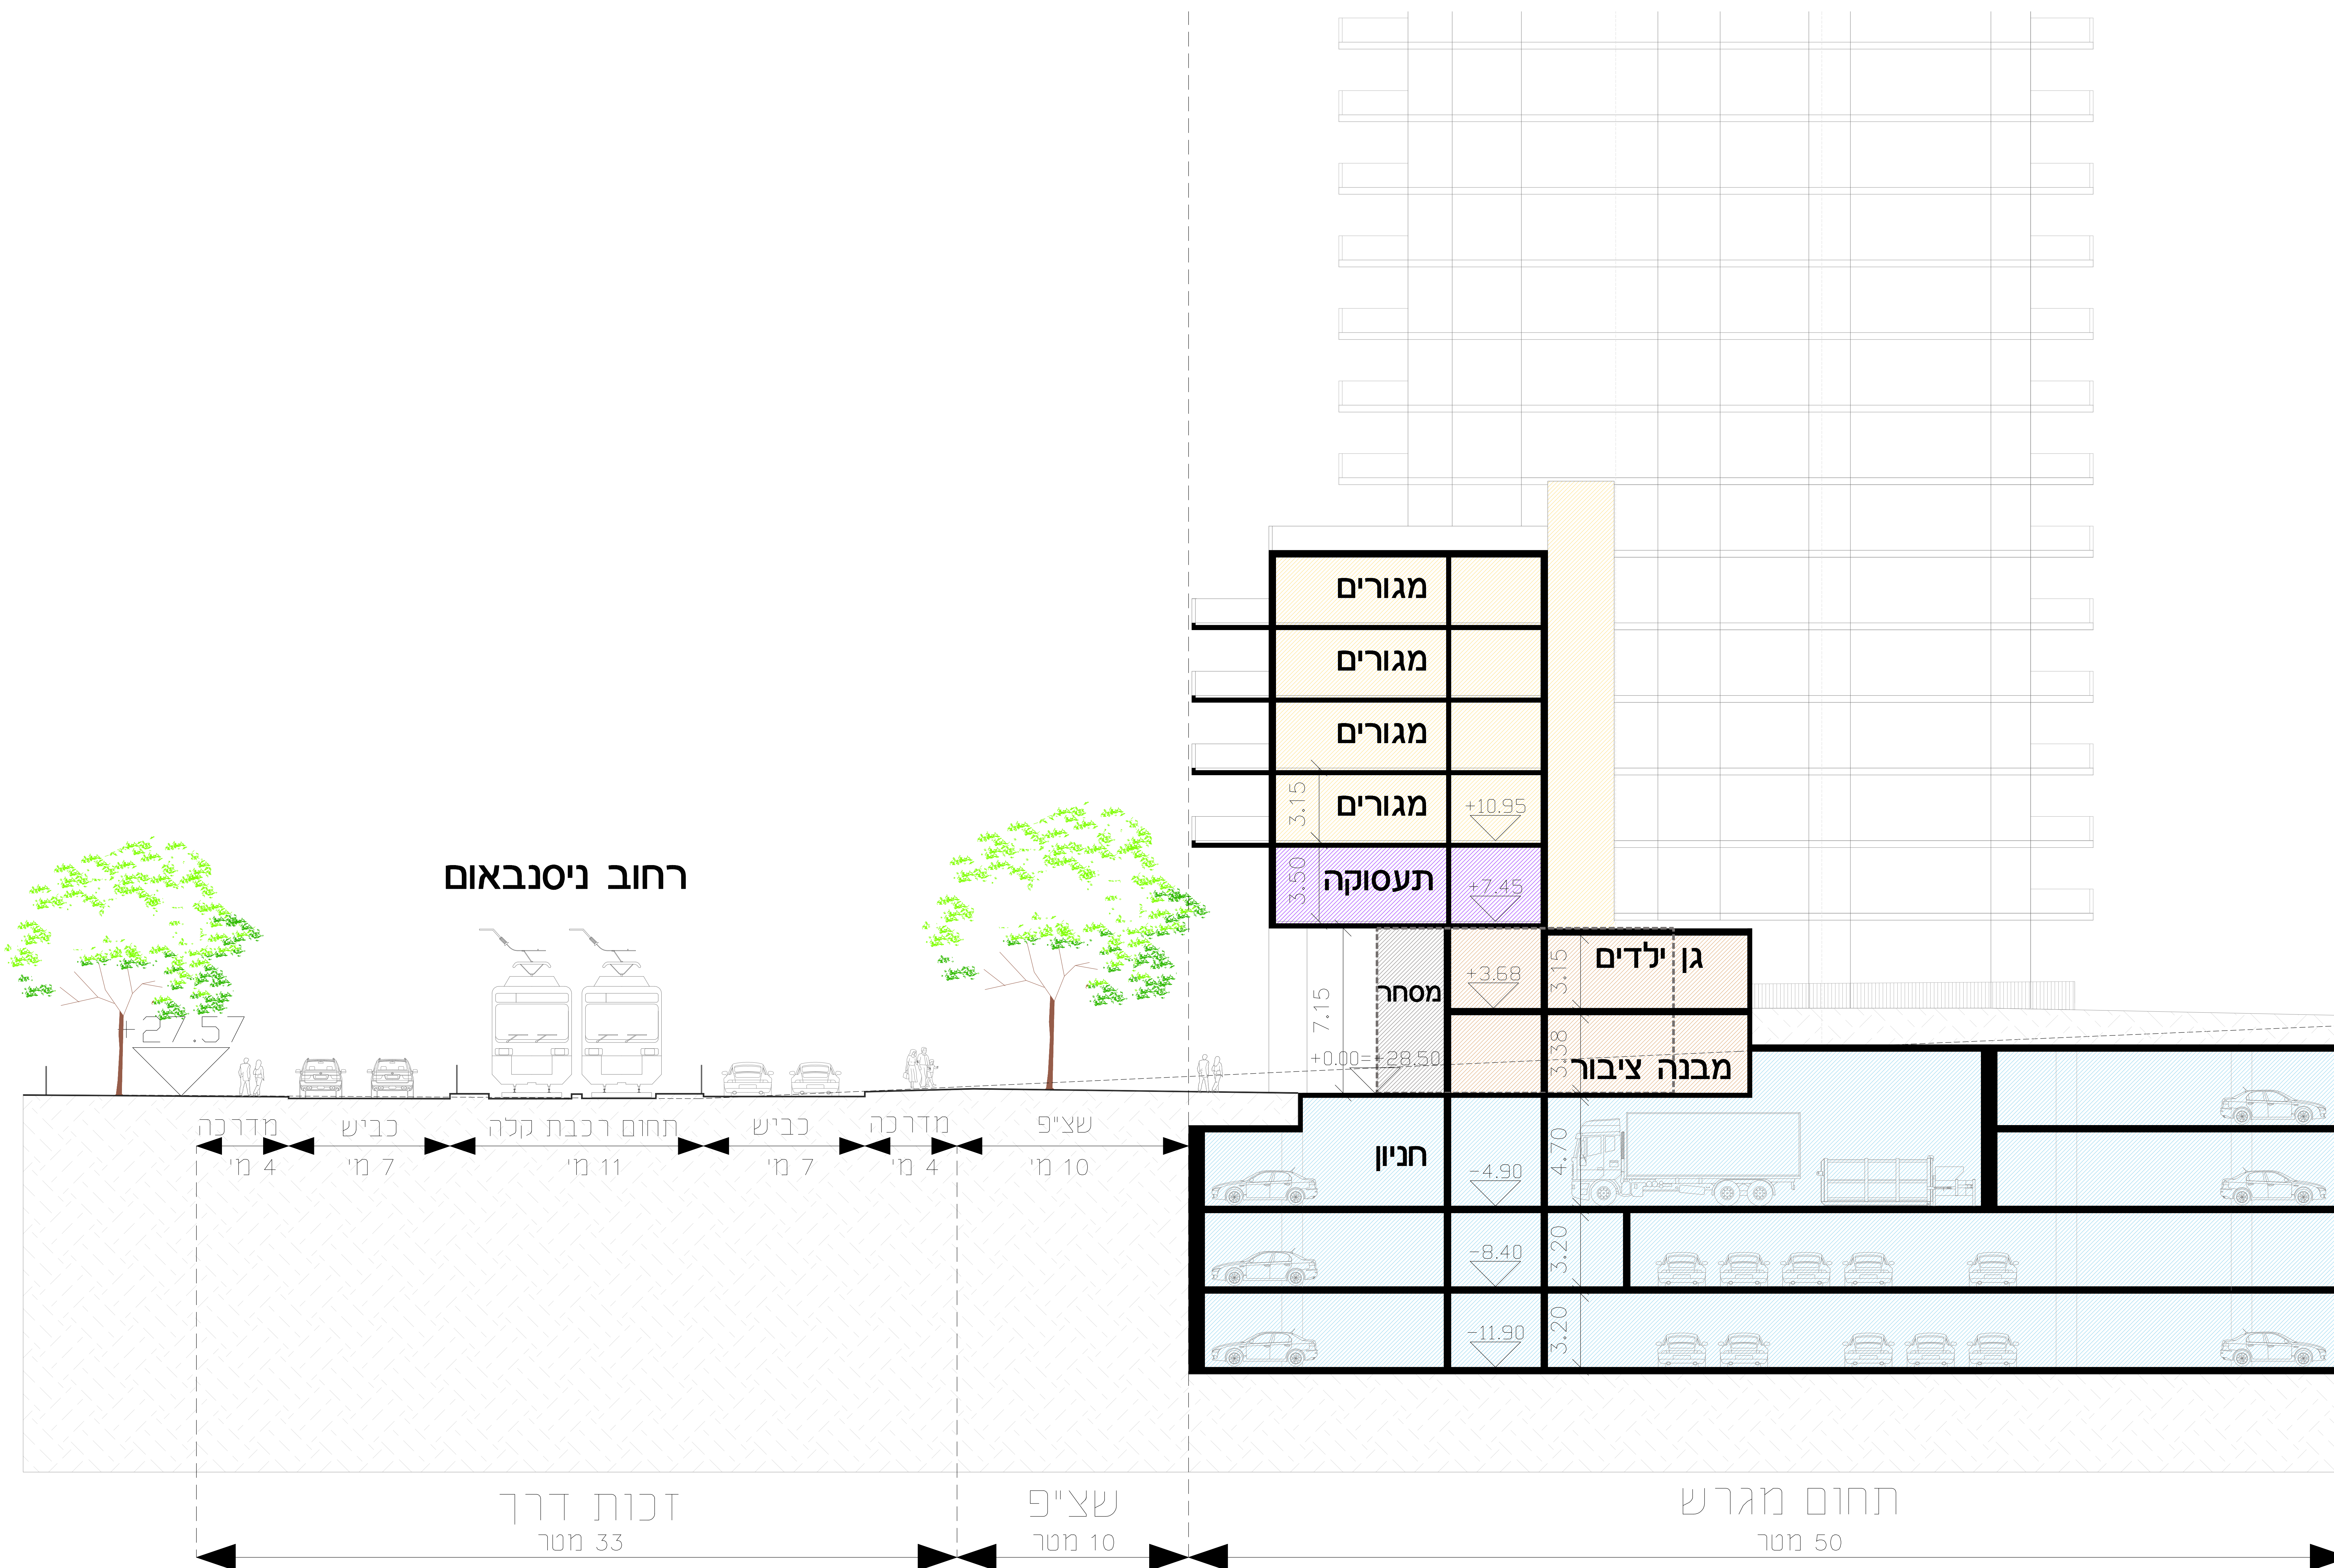 מגורים
מגורים
מגורים
3.15
מגורים
+10.95
רחוב ניסנבאום
3.50
תעסוקה
+7.45
גן ילדים
3.15
+3.68
מסחר
7.15
+27.57
+0.00=+28.50
3.38
מבנה ציבור
מדרכה
4 מ'
כביש
7 מ'
תחום רכבת קלה
11 מ'
כביש
7 מ'
מדרכה
4 מ'
שצ"פ
10 מ'
חניון
-4.90
4.70
-8.40
3.20
-11.90
3.20
זכות דרך
33 מטר
שצ"פ
10 מטר
תחום מגרש
50 מטר